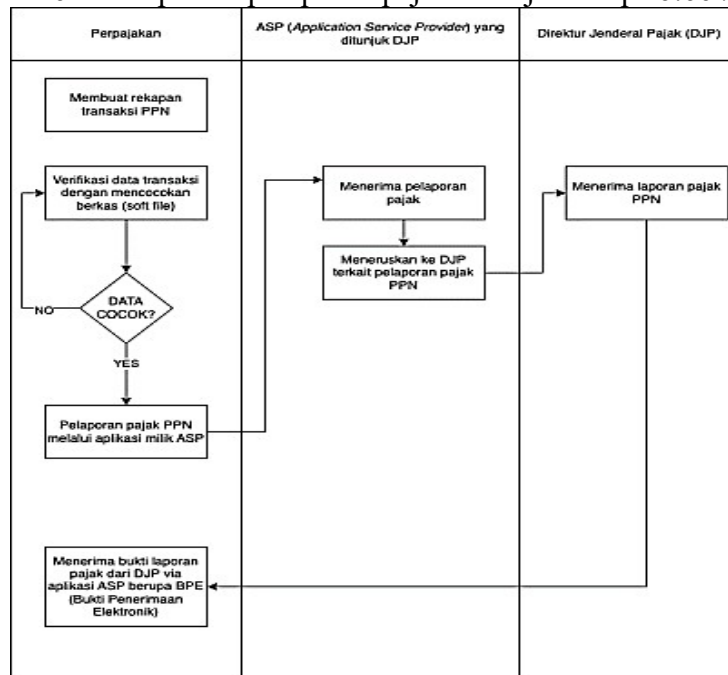 Perpajakan
ASP (Application Service Provider) yang
ditunjuk DJP
Direktur Jenderal Pajak (DJP)
Membuat rekapan
transaksi PPN
Verifikasi data transaksi
dengan mencocokan
berkas (soft file)
Menerima pelaporan
pajak
Menerima laporan pajak
PPN
Meneruskan ke DJP
terkait pelaporan pajak
PPN
DATA
COCOK?
NO
YES
Pelaporan pajak PPN
melalui aplikasi milik ASP
Menerima bukti laporan
pajak dari DJP via
aplikasi ASP berupa BPE
(Bukti Penerimaan
Elektronik)